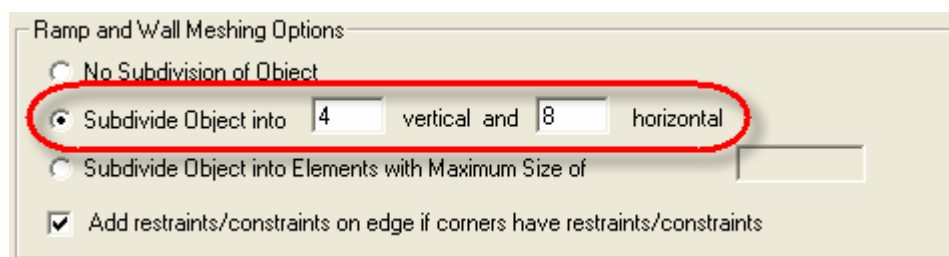 Ramp and Wall Meshing Options
No Subdivision of Object
Subdivide Object into 4 vertical and 8 horizontal
Subdivide Object into Elements with Maximum Size of
Add restraints/constraints on edge if corners have restraints/constraints